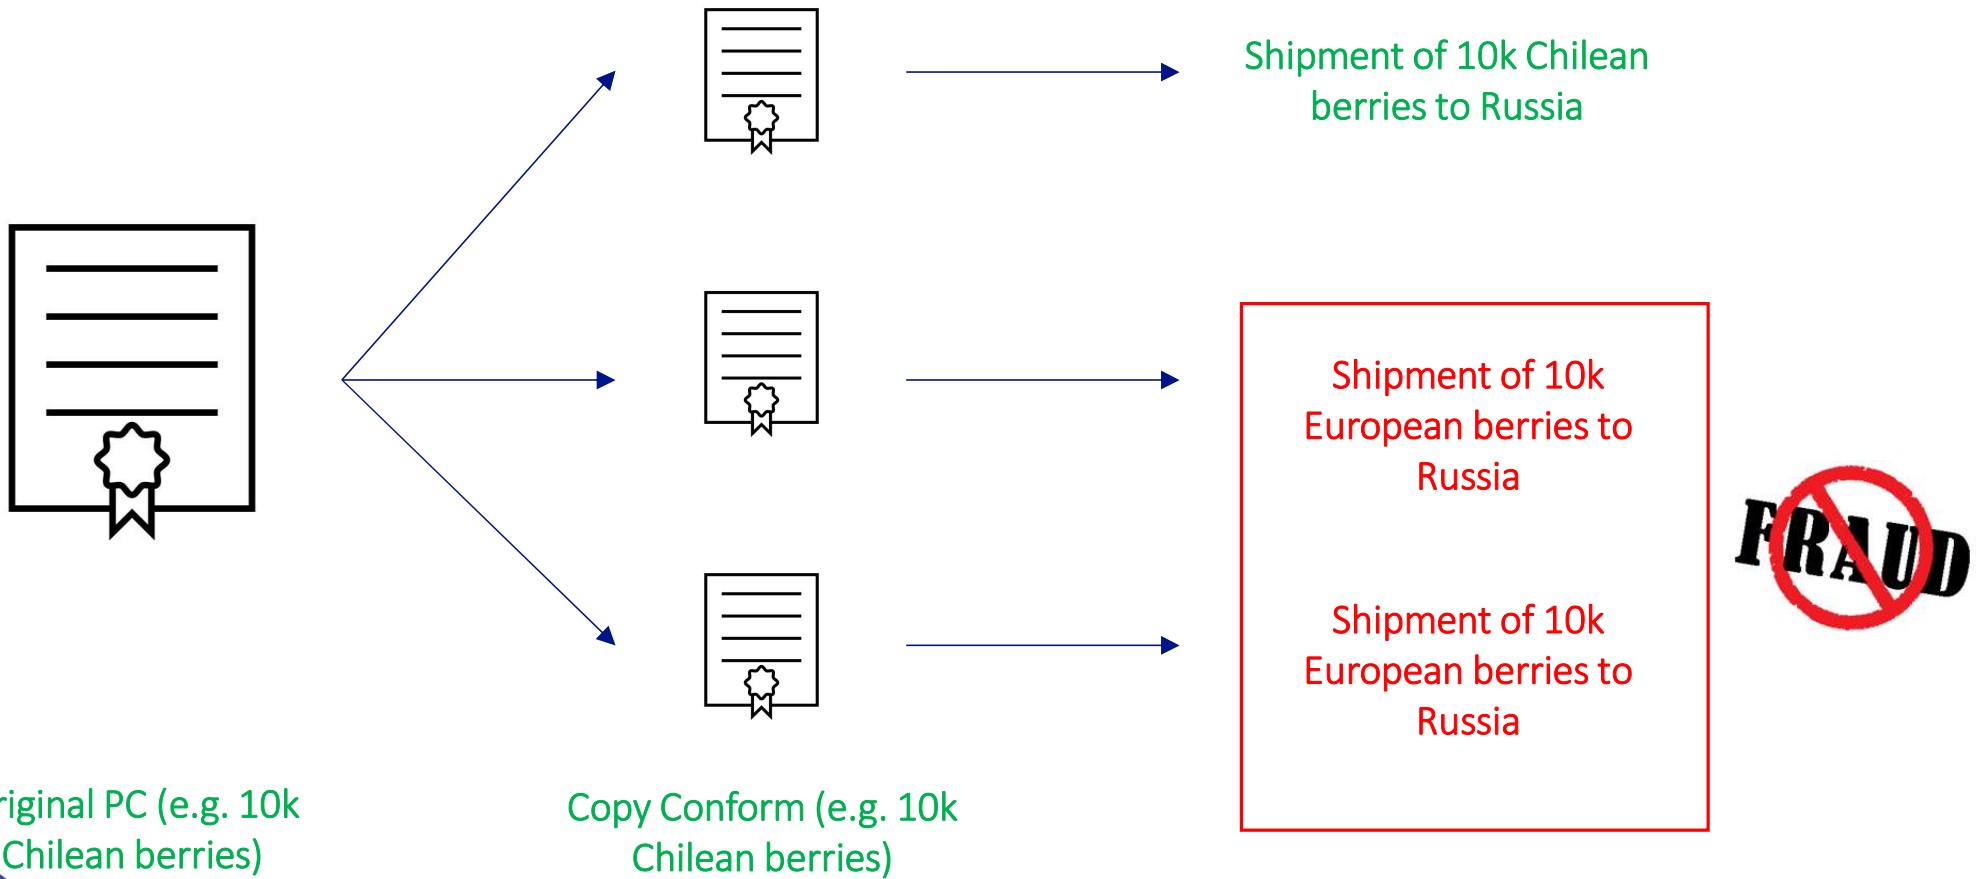 Shipment of 10k Chilean
berries to Russia
Shipment of 10k
European berries to
Russia
FRAUD
Shipment of 10k
European berries to
Russia
riginal PC (e.g. 10k
Chilean berries)
Copy Conform (e.g. 10k
Chilean berries)